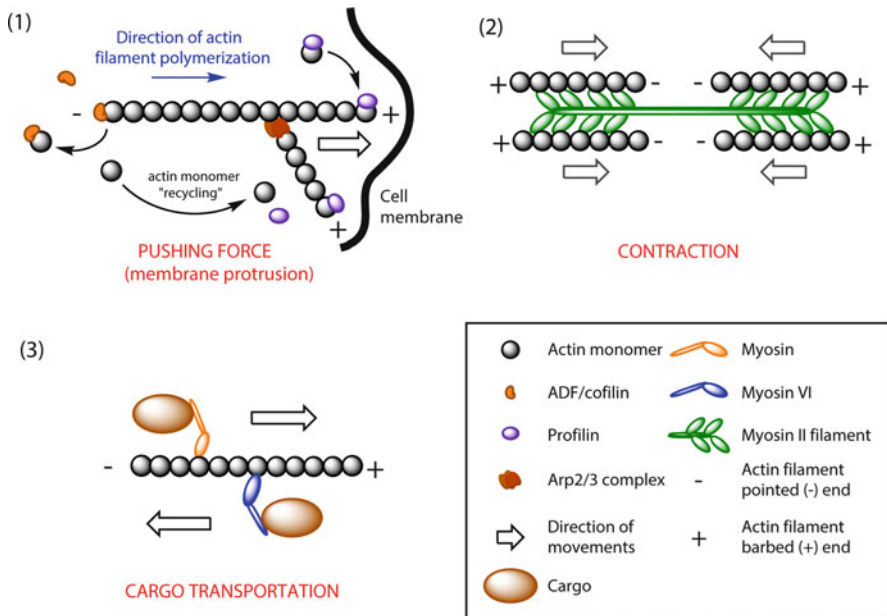 (1)
Direction of actin
filament polymerization
-
+
actin monomer
"recycling"
+
Cell
membrane
PUSHING FORCE
(membrane protrusion)
(2)
+ - - +
+ - - +
CONTRACTION
(3)
- +
CARGO TRANSPORTATION
Actin monomer
Myosin
ADF/cofilin
Myosin VI
Profilin
Myosin II filament
Arp2/3 complex
- Actin filament
pointed (-) end
Direction of
movements
+ Actin filament
barbed (+) end
Cargo